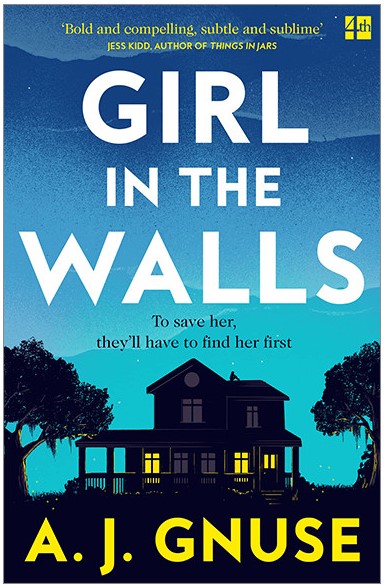 ‘Bold and compelling, subtle and sublime’
JESS KIDD, AUTHOR OF THINGS IN JARS
4th
GIRL
IN THE
WALLS
To save her,
they’ll have to find her first
A. J. GNUSE